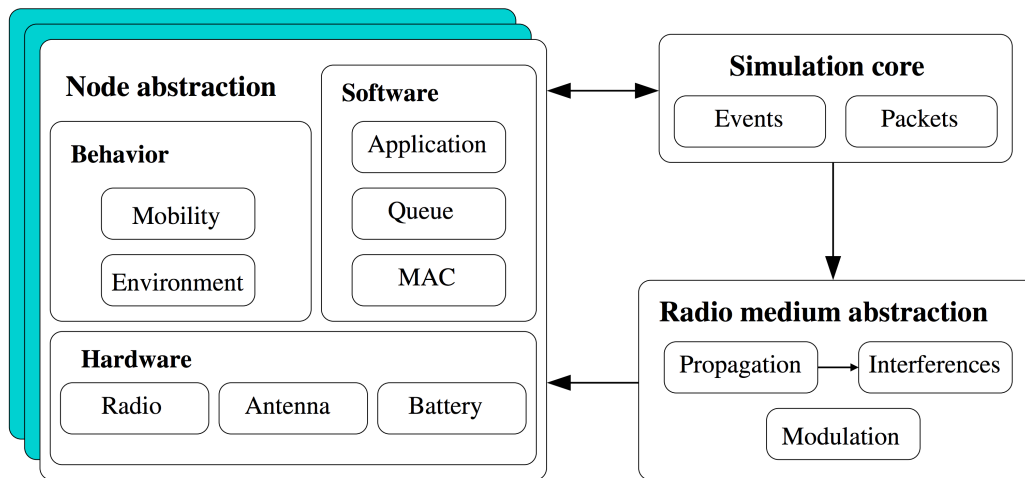 Node abstraction
Behavior
Mobility
Environment
Software
Application
Queue
MAC
Hardware
Radio
Antenna
Battery
Simulation core
Events
Packets
Radio medium abstraction
Propagation
Interferences
Modulation